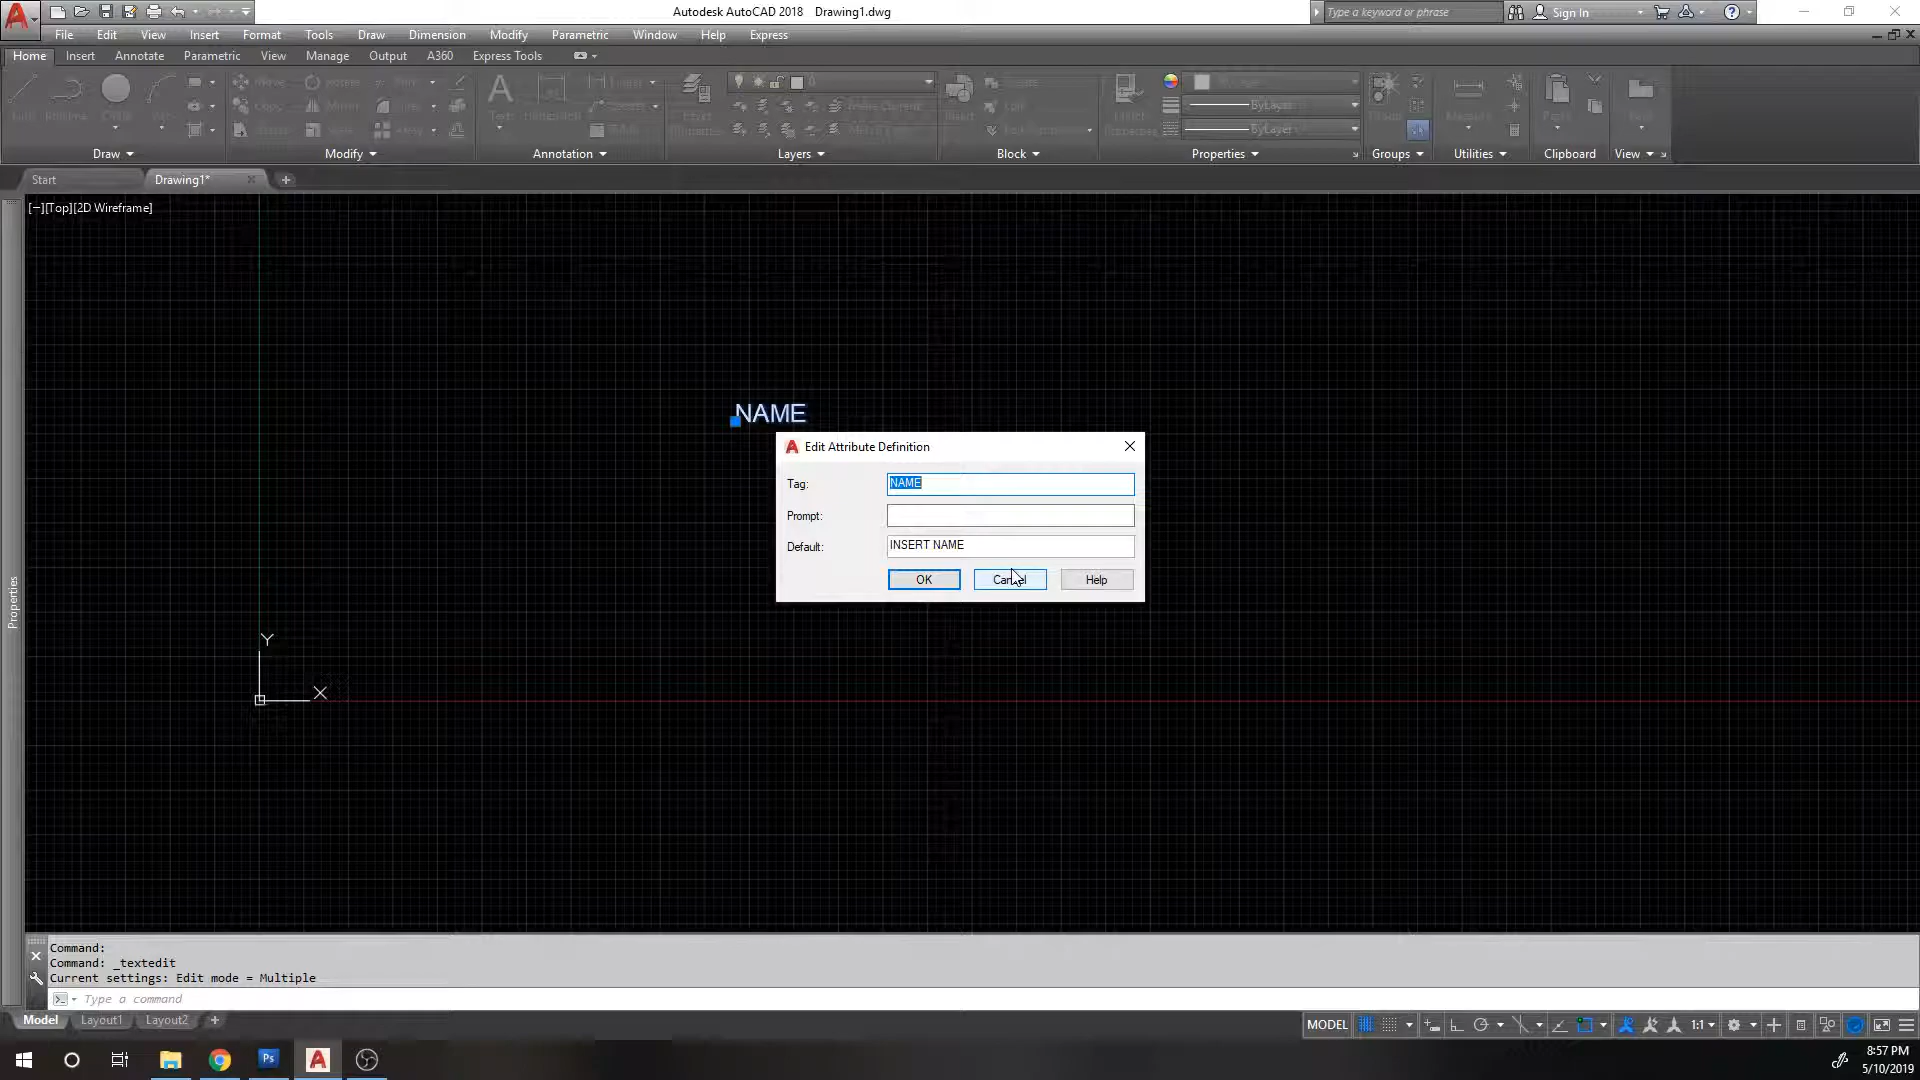 Autodesk AutoCAD 2018 Drawing1.dwg
Type a keyword or phrase
Sign In
File Edit View Insert Format Tools Draw Dimension Modify Parametric Window Help Express
Home Insert Annotate Parametric View Manage Output A360 Express Tools
ByLayer
ByLayer
Draw Modify Annotation Layers Block Properties Groups Utilities Clipboard View
Start Drawing1*
[−][Top][2D Wireframe]
NAME
Edit Attribute Definition
Tag: NAME
Prompt:
Default: INSERT NAME
OK Cancel Help
Y
X
Properties
Command:
Command: _textedit
Current settings: Edit mode = Multiple
Type a command
Model Layout1 Layout2
MODEL 1:1
Ps
8:57 PM
5/10/2019